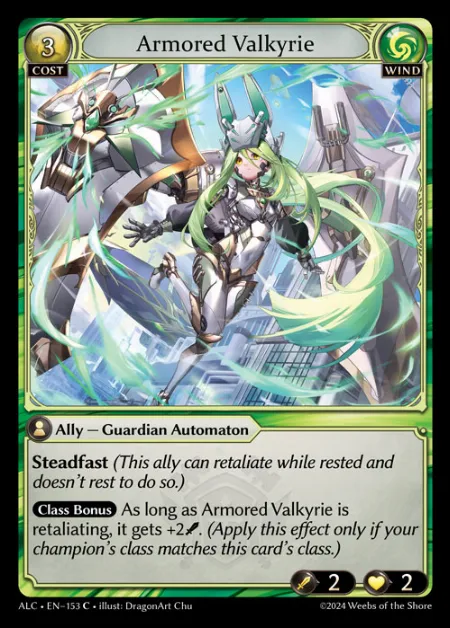 3
COST
Armored Valkyrie
WIND
Ally — Guardian Automaton
Steadfast (This ally can retaliate while rested and
doesn't rest to do so.)
Class Bonus As long as Armored Valkyrie is
retaliating, it gets +2. (Apply this effect only if your
champion's class matches this card's class.)
2 2
ALC • EN–153 C • illust: DragonArt Chu
©2024 Weebs of the Shore